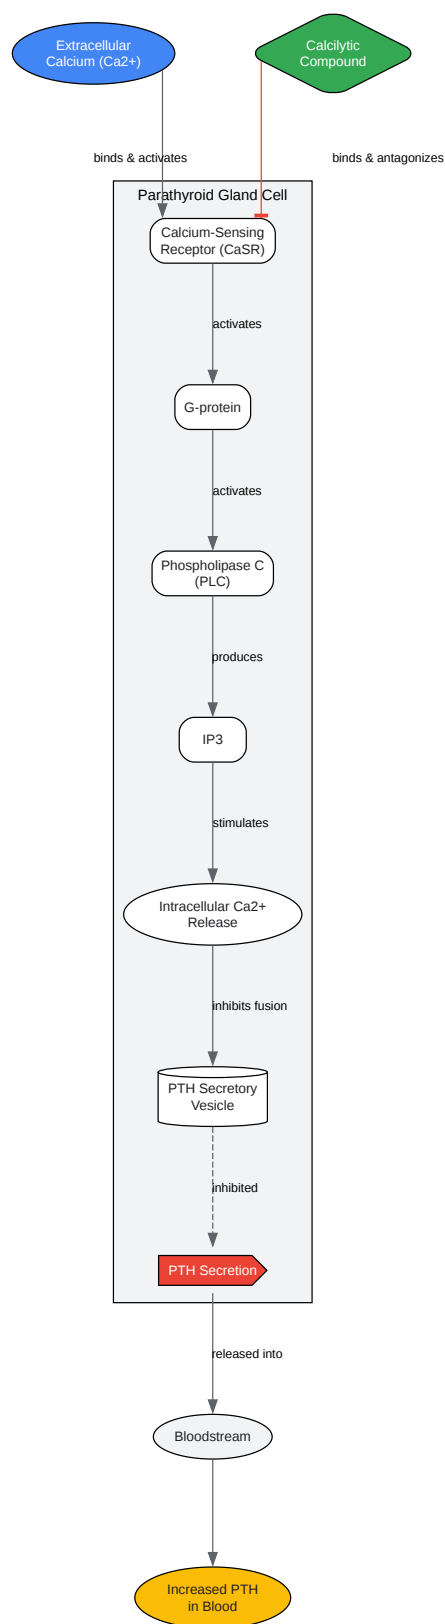 Extracellular
Calcium (Ca2+)
Calcilytic
Compound
binds & activates
binds & antagonizes
Parathyroid Gland Cell
Calcium-Sensing
Receptor (CaSR)
activates
G-protein
activates
Phospholipase C
(PLC)
produces
IP3
stimulates
Intracellular Ca2+
Release
inhibits fusion
PTH Secretory
Vesicle
inhibited
PTH Secretion
released into
Bloodstream
Increased PTH
in Blood